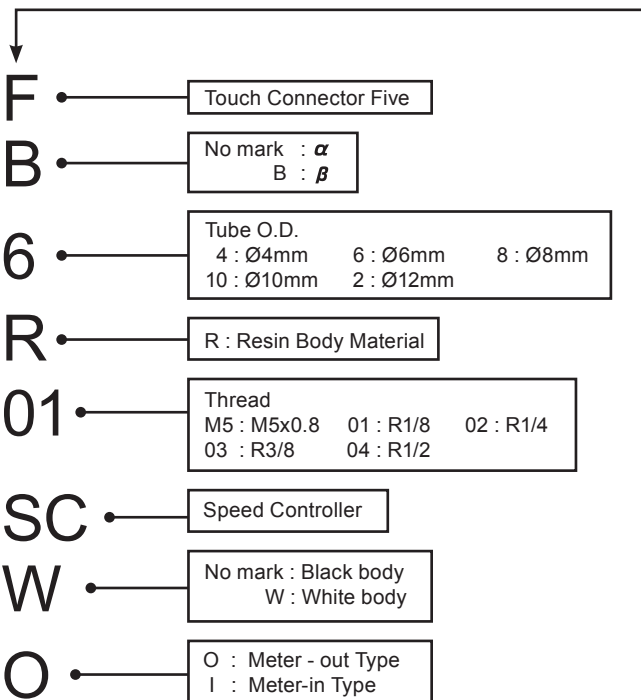 F
Touch Connector Five
B
No mark : α
B : β
6
Tube O.D.
4 : Ø4mm 6 : Ø6mm 8 : Ø8mm
10 : Ø10mm 2 : Ø12mm
R
R : Resin Body Material
01
Thread
M5 : M5x0.8 01 : R1/8 02 : R1/4
03 : R3/8 04 : R1/2
SC
Speed Controller
W
No mark : Black body
W : White body
O
O : Meter - out Type
I : Meter-in Type